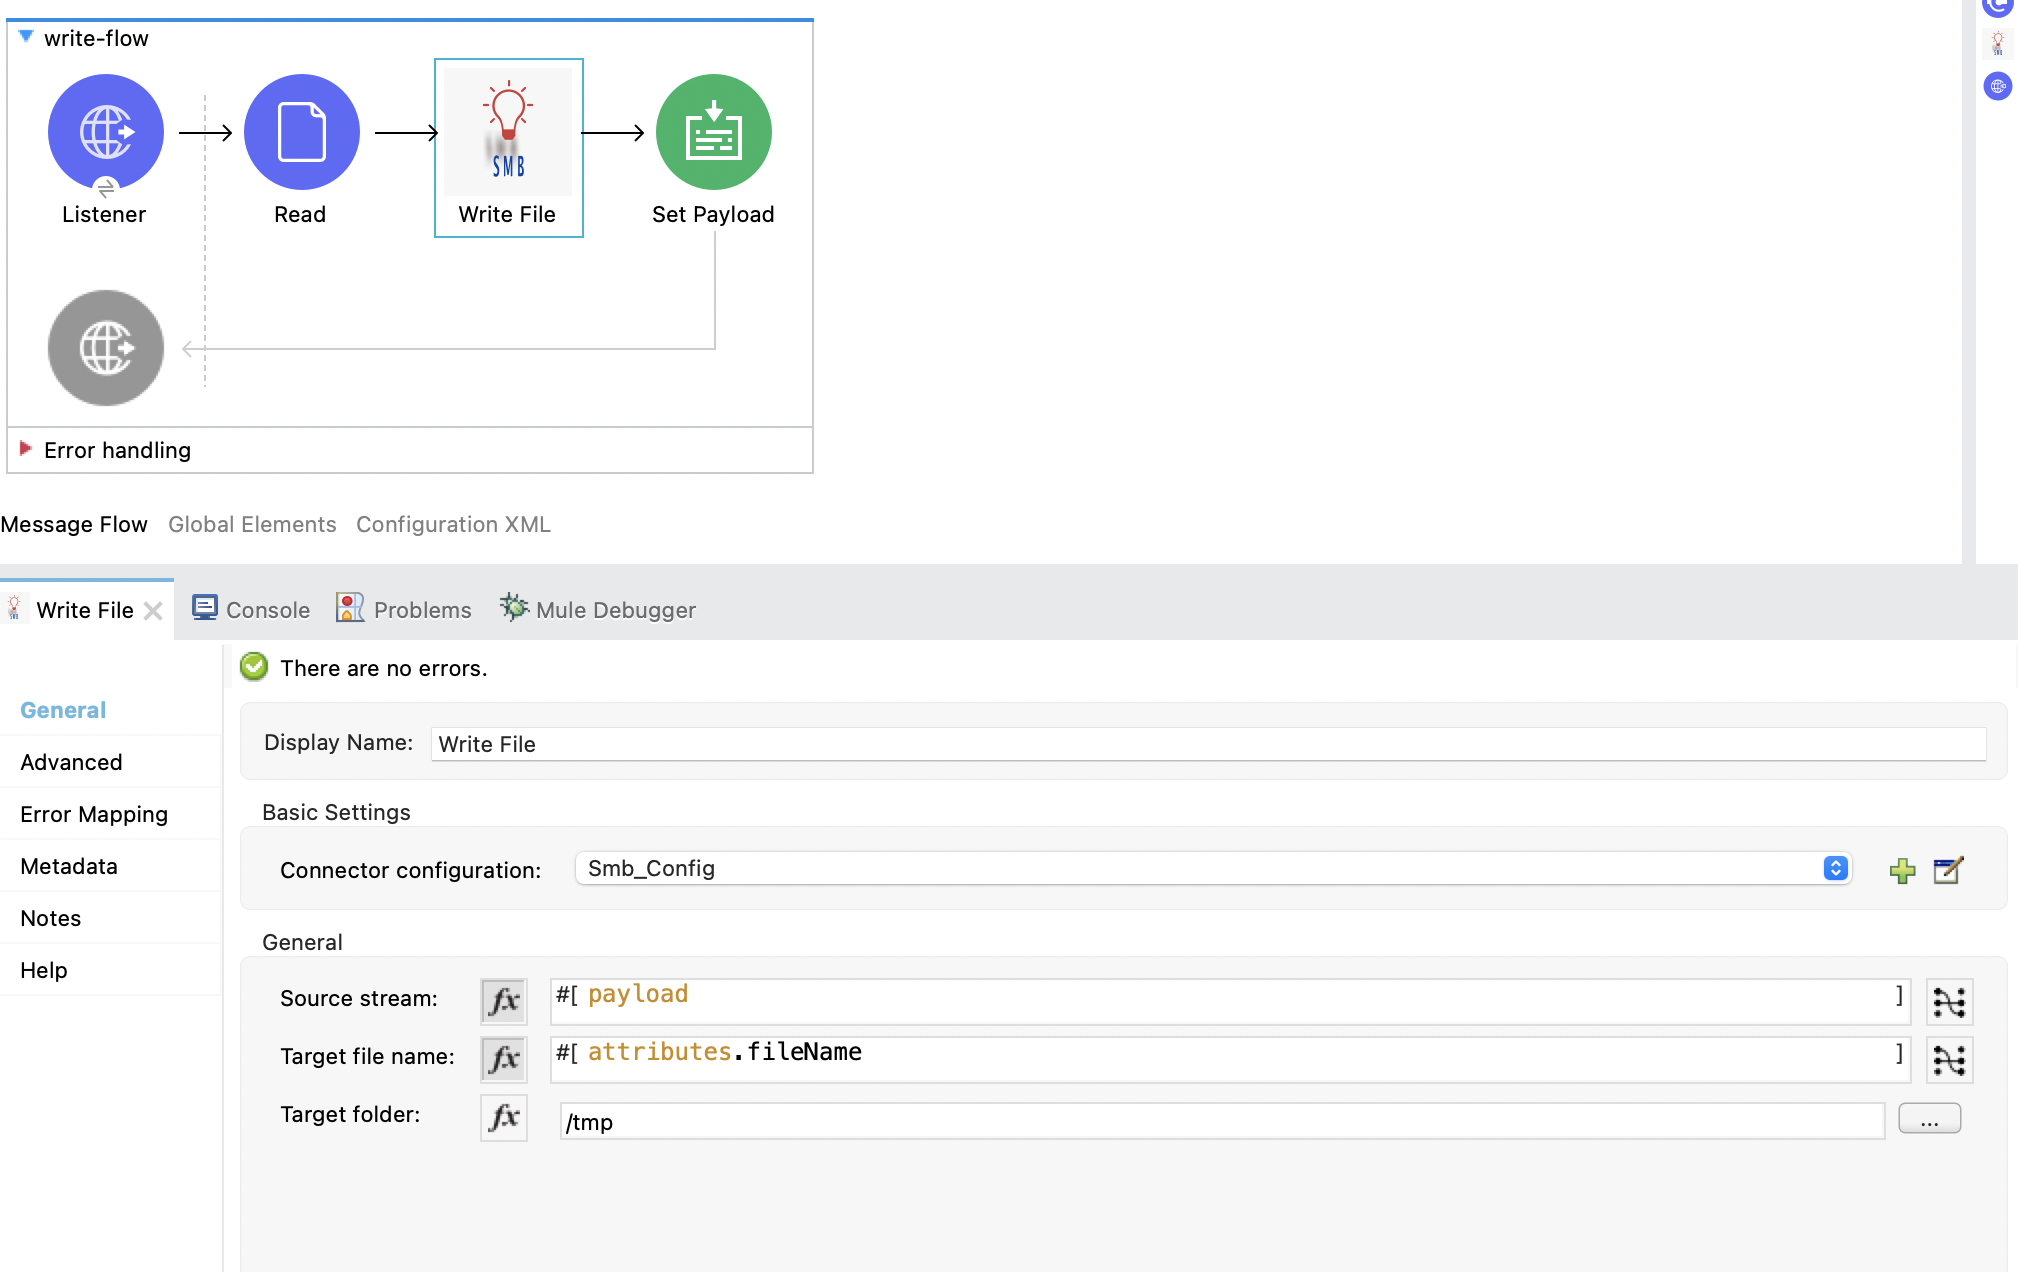 write-flow
Listener
Read
SMB
Write File
Set Payload
Error handling
Message Flow Global Elements Configuration XML
Write File Console Problems Mule Debugger
There are no errors.
General
Advanced
Error Mapping
Metadata
Notes
Help
Display Name: Write File
Basic Settings
Connector configuration: Smb_Config
General
Source stream: fx #[ payload ]
Target file name: fx #[ attributes.fileName ]
Target folder: fx /tmp ...